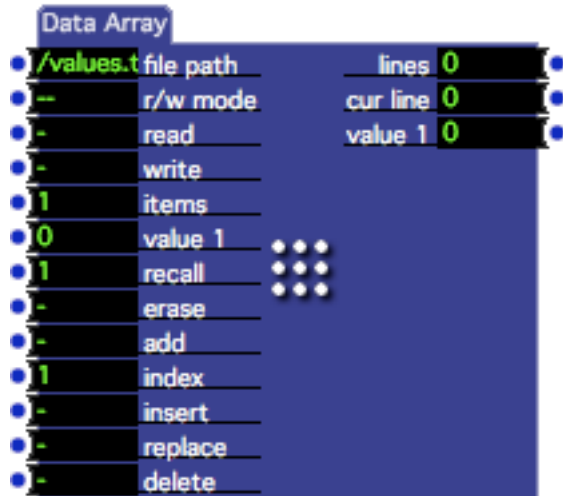 Data Array
/values.t file path lines 0
-- r/w mode cur line 0
- read value 1 0
- write
1 items
0 value 1
1 recall
- erase
- add
1 index
- insert
- replace
- delete